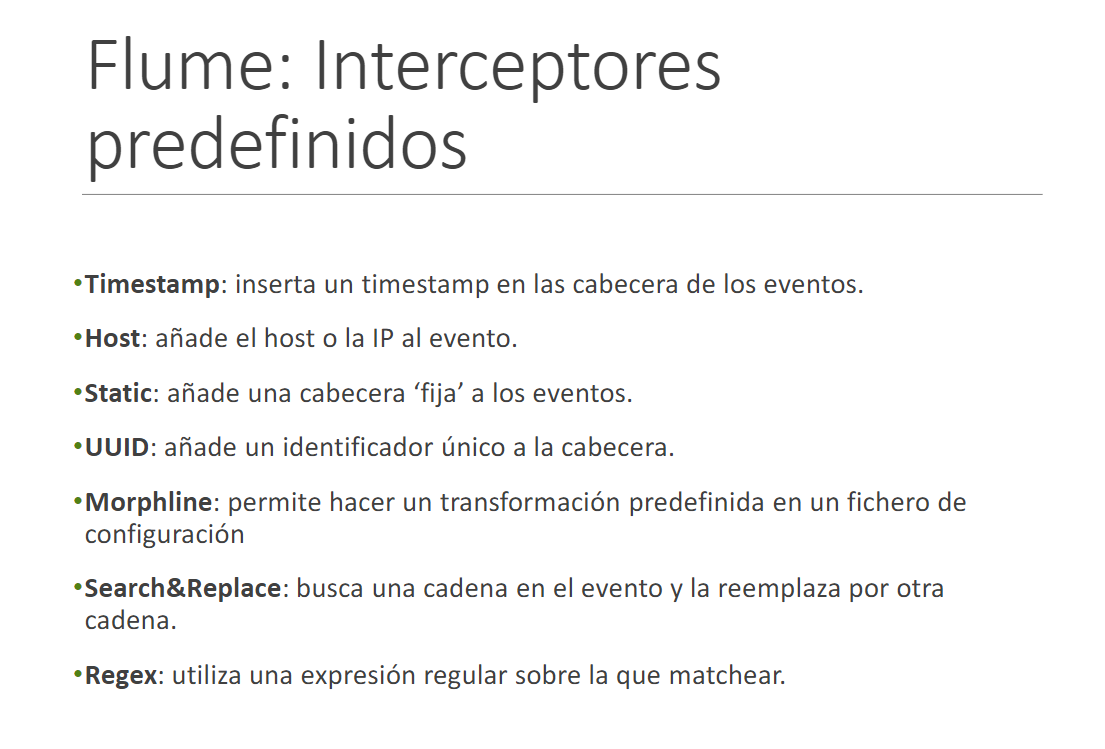 Flume: Interceptores
predefinidos
•Timestamp: inserta un timestamp en las cabecera de los eventos.
•Host: añade el host o la IP al evento.
•Static: añade una cabecera ‘fija’ a los eventos.
•UUID: añade un identificador único a la cabecera.
•Morphline: permite hacer un transformación predefinida en un fichero de
configuración
•Search&Replace: busca una cadena en el evento y la reemplaza por otra
cadena.
•Regex: utiliza una expresión regular sobre la que matchear.